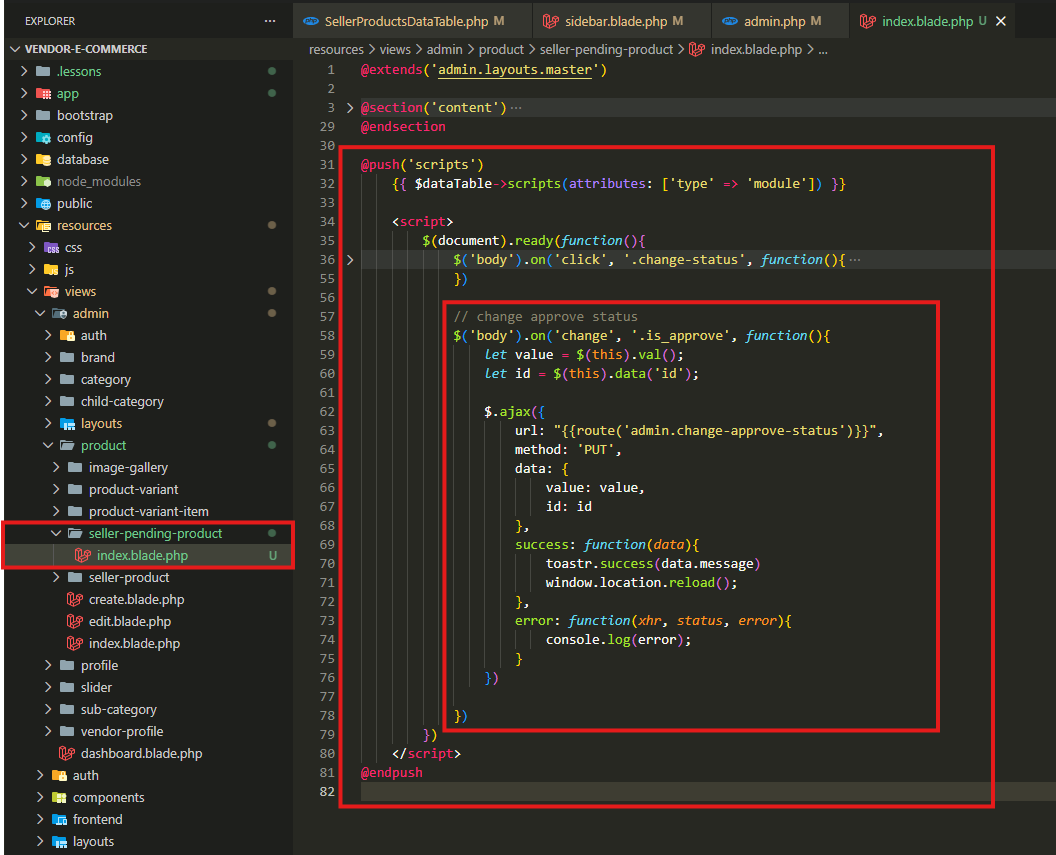 EXPLORER ...
VENDOR-E-COMMERCE
.lessons
app
bootstrap
config
database
node_modules
public
resources
css
js
views
admin
auth
brand
category
child-category
layouts
product
image-gallery
product-variant
product-variant-item
seller-pending-product
index.blade.php U
seller-product
create.blade.php
edit.blade.php
index.blade.php
profile
slider
sub-category
vendor-profile
dashboard.blade.php
auth
components
frontend
layouts
SellerProductsDataTable.php M
sidebar.blade.php M
admin.php M
index.blade.php U
resources > views > admin > product > seller-pending-product > index.blade.php > ...
1 @extends('admin.layouts.master')
2
3 @section('content') ...
29 @endsection
30
31 @push('scripts')
32 {{ $dataTable->scripts(attributes: ['type' => 'module']) }}
33
34 <script>
35 $(document).ready(function(){
36 $('body').on('click', '.change-status', function(){ ...
55 })
56
57 // change approve status
58 $('body').on('change', '.is_approve', function(){
59 let value = $(this).val();
60 let id = $(this).data('id');
61
62 $.ajax({
63 url: "{{route('admin.change-approve-status')}}",
64 method: 'PUT',
65 data: {
66 value: value,
67 id: id
68 },
69 success: function(data){
70 toastr.success(data.message)
71 window.location.reload();
72 },
73 error: function(xhr, status, error){
74 console.log(error);
75 }
76 })
77
78 })
79 })
80 </script>
81 @endpush
82